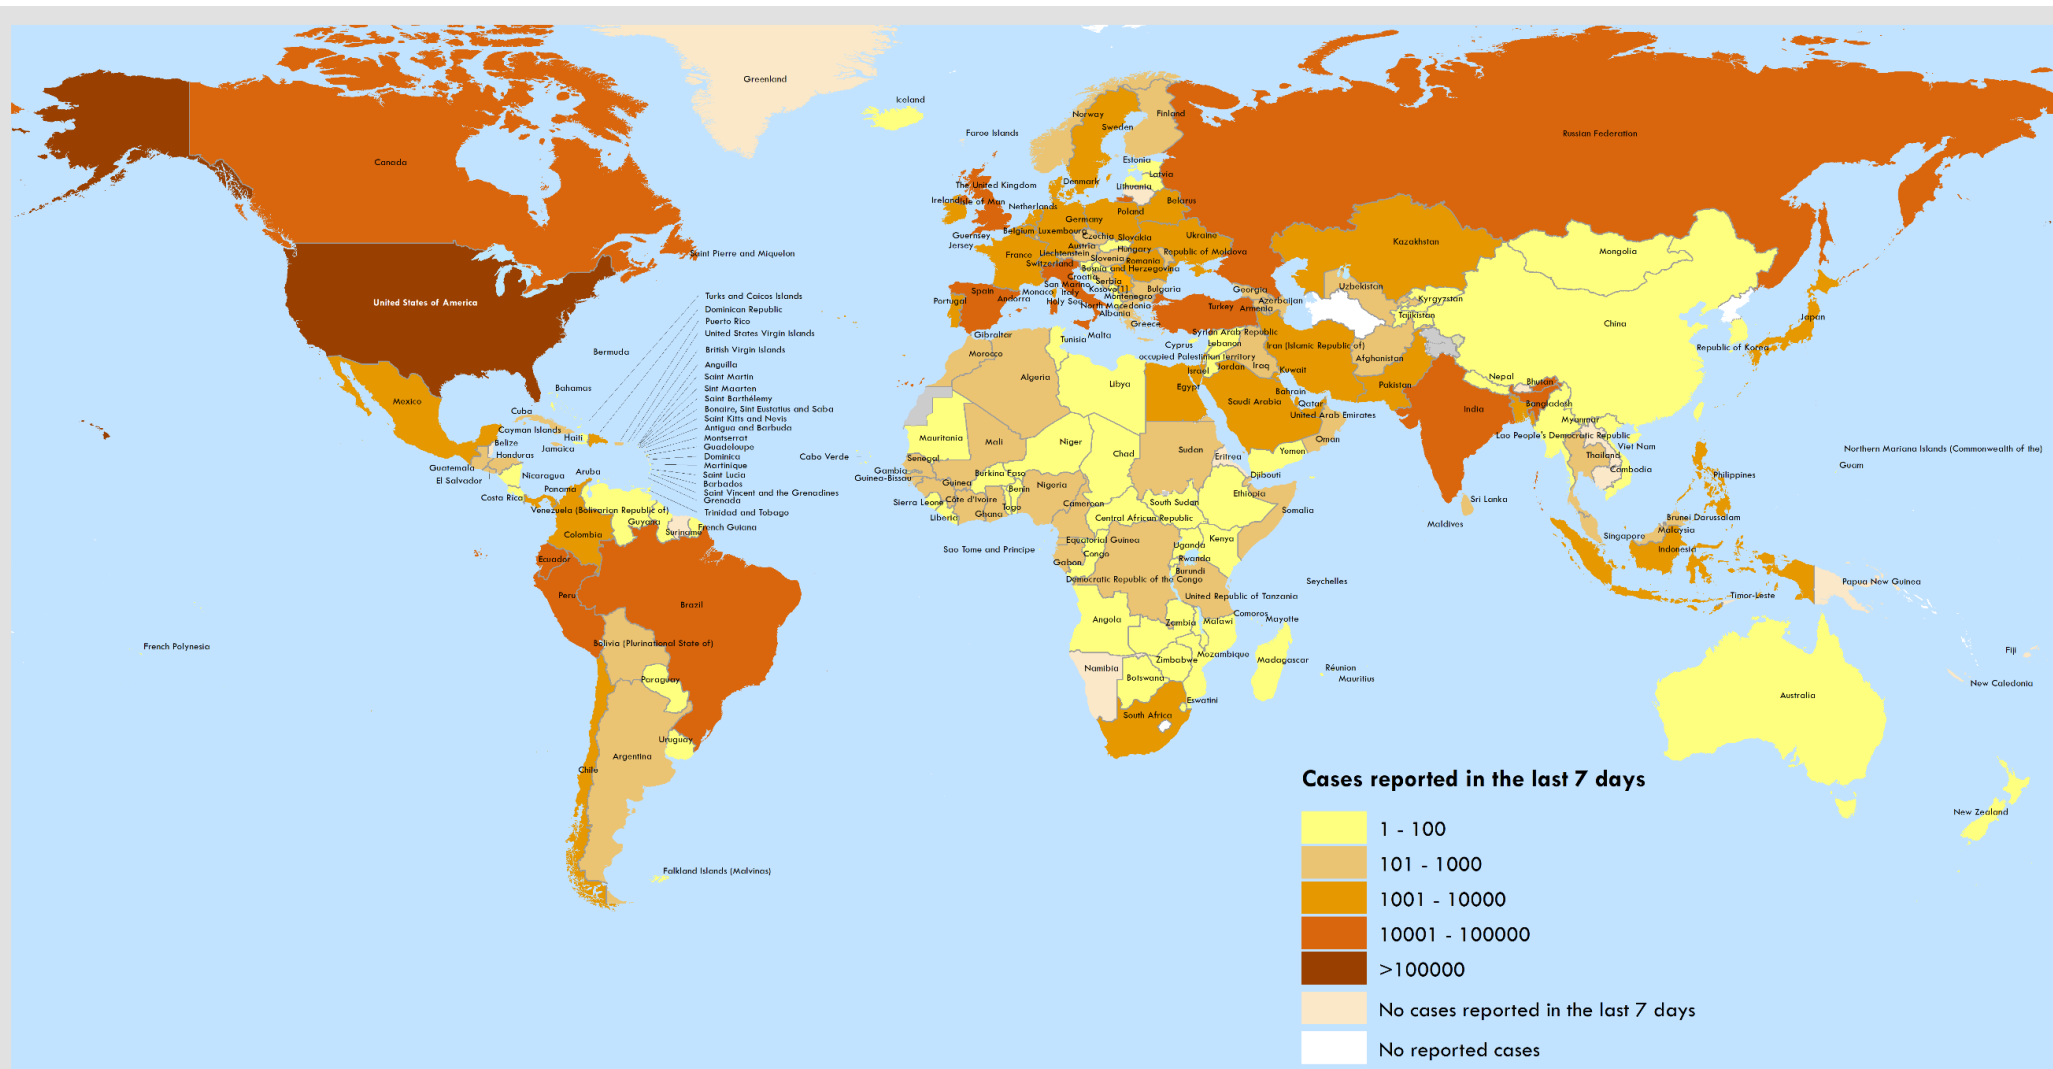 Greenland
Iceland
Faroe Islands
Norway
Sweden
Finland
Russian Federation
Canada
Estonia
Latvia
Lithuania
Denmark
The United Kingdom
Ireland
Isle of Man
Netherlands
Poland
Belarus
Germany
Guernsey
Belgium
Luxembourg
Czechia
Slovakia
Ukraine
Jersey
Austria
Hungary
Republic of Moldova
France
Liechtenstein
Slovenia
Romania
Switzerland
Bosnia and Herzegovina
Croatia
Serbia
San Marino
Kosovo[1]
Bulgaria
Monaco
Italy
Montenegro
Andorra
Spain
Portugal
Holy See
North Macedonia
Albania
Greece
Georgia
Azerbaijan
Turkey
Armenia
Kazakhstan
Uzbekistan
Kyrgyzstan
Tajikistan
Mongolia
China
Japan
Republic of Korea
Saint Pierre and Miquelon
United States of America
Turks and Caicos Islands
Dominican Republic
Puerto Rico
United States Virgin Islands
British Virgin Islands
Anguilla
Saint Martin
Sint Maarten
Saint Barthélemy
Bonaire, Sint Eustatius and Saba
Saint Kitts and Nevis
Antigua and Barbuda
Montserrat
Guadeloupe
Dominica
Martinique
Saint Lucia
Barbados
Saint Vincent and the Grenadines
Grenada
Trinidad and Tobago
Bermuda
Bahamas
Mexico
Cuba
Cayman Islands
Haiti
Belize
Jamaica
Honduras
Guatemala
Nicaragua
Aruba
El Salvador
Costa Rica
Panama
Venezuela (Bolivarian Republic of)
Guyana
French Guiana
Suriname
Colombia
Ecuador
Peru
Brazil
Bolivia (Plurinational State of)
Paraguay
Uruguay
Argentina
Chile
Falkland Islands (Malvinas)
French Polynesia
Gibraltar
Tunisia
Malta
Cyprus
Syrian Arab Republic
Lebanon
occupied Palestinian territory
Israel
Jordan
Iraq
Iran (Islamic Republic of)
Kuwait
Afghanistan
Pakistan
Morocco
Algeria
Libya
Egypt
Saudi Arabia
Bahrain
Qatar
United Arab Emirates
Oman
Yemen
Nepal
Bhutan
India
Bangladesh
Myanmar
Lao People's Democratic Republic
Viet Nam
Thailand
Cambodia
Philippines
Northern Mariana Islands (Commonwealth of the)
Guam
Sri Lanka
Maldives
Brunei Darussalam
Malaysia
Singapore
Indonesia
Timor-Leste
Papua New Guinea
Mauritania
Mali
Niger
Chad
Sudan
Eritrea
Djibouti
Cabo Verde
Senegal
Gambia
Guinea-Bissau
Guinea
Burkina Faso
Benin
Nigeria
Sierra Leone
Côte d'Ivoire
Ghana
Togo
Liberia
Cameroon
Central African Republic
South Sudan
Ethiopia
Somalia
Sao Tome and Principe
Equatorial Guinea
Gabon
Congo
Democratic Republic of the Congo
Uganda
Kenya
Rwanda
Burundi
United Republic of Tanzania
Seychelles
Comoros
Mayotte
Angola
Zambia
Malawi
Mozambique
Zimbabwe
Madagascar
Réunion
Mauritius
Namibia
Botswana
Eswatini
South Africa
Fiji
New Caledonia
Australia
New Zealand
Cases reported in the last 7 days
1 - 100
101 - 1000
1001 - 10000
10001 - 100000
>100000
No cases reported in the last 7 days
No reported cases